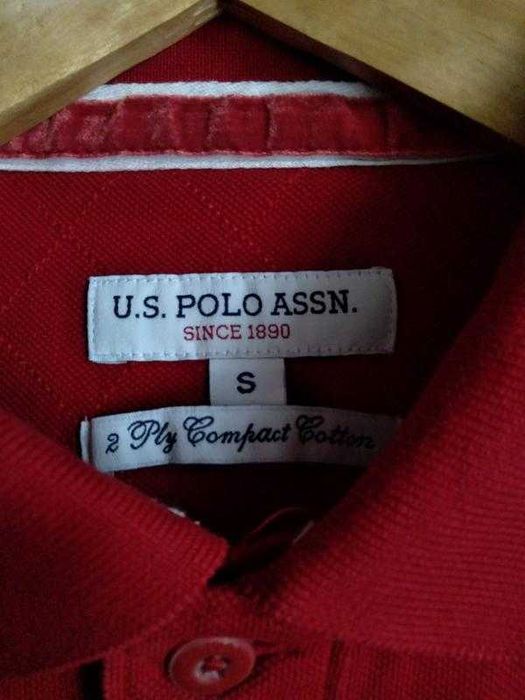 U.S. POLO ASSN.
SINCE 1890
S
2 Ply Compact Cotton